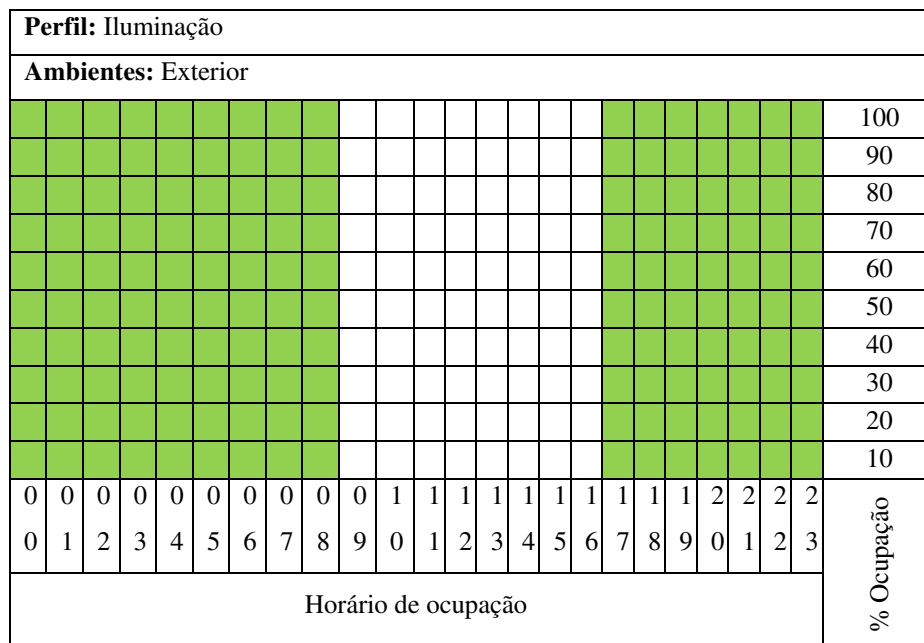 Perfil: Iluminação
Ambientes: Exterior
100
90
80
70
60
50
40
30
20
10
0 0 0 0 0 0 0 0 0 0 1 1 1 1 1 1 1 1 1 1 2 2 2 2
0 1 2 3 4 5 6 7 8 9 0 1 2 3 4 5 6 7 8 9 0 1 2 3
Horário de ocupação
% Ocupação